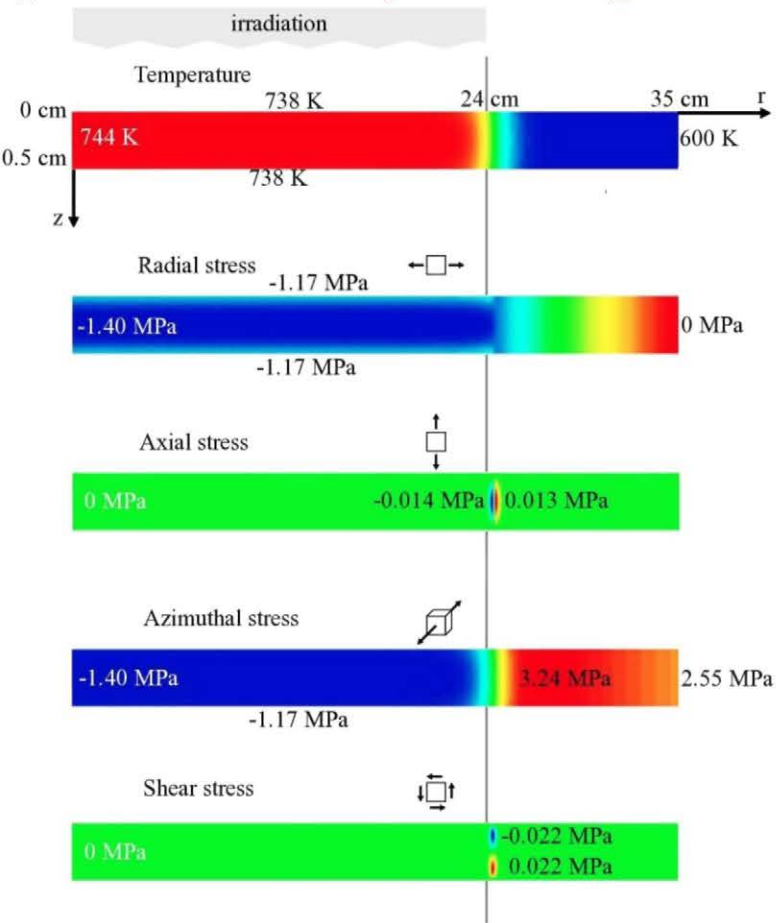 irradiation
Temperature
738 K
24 cm
35 cm
r
0 cm
744 K
600 K
0.5 cm
738 K
z
Radial stress
-1.17 MPa
-1.40 MPa
0 MPa
-1.17 MPa
Axial stress
0 MPa
-0.014 MPa
0.013 MPa
Azimuthal stress
-1.40 MPa
3.24 MPa
2.55 MPa
-1.17 MPa
Shear stress
-0.022 MPa
0 MPa
0.022 MPa